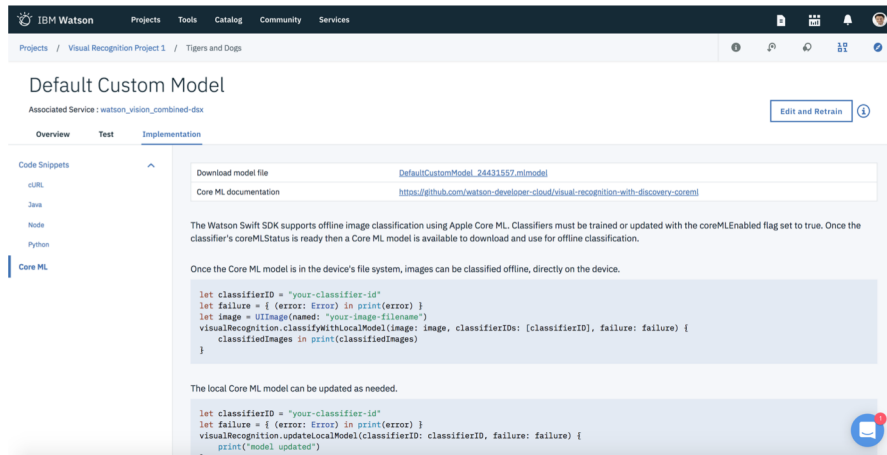 IBM Watson Projects Tools Catalog Community Services
Projects / Visual Recognition Project 1 / Tigers and Dogs
Default Custom Model
Associated Service : watson_vision_combined-dsx
Edit and Retrain
Overview Test Implementation
Code Snippets
cURL
Java
Node
Python
Core ML
Download model file DefaultCustomModel_24431557.mlmodel
Core ML documentation https://github.com/watson-developer-cloud/visual-recognition-with-discovery-coreml
The Watson Swift SDK supports offline image classification using Apple Core ML. Classifiers must be trained or updated with the coreMLEnabled flag set to true. Once the
classifier's coreMLStatus is ready then a Core ML model is available to download and use for offline classification.
Once the Core ML model is in the device's file system, images can be classified offline, directly on the device.
let classifierID = "your-classifier-id"
let failure = { (error: Error) in print(error) }
let image = UIImage(named: "your-image-filename")
visualRecognition.classifyWithLocalModel(image: image, classifierIDs: [classifierID], failure: failure) {
classifiedImages in print(classifiedImages)
}
The local Core ML model can be updated as needed.
let classifierID = "your-classifier-id"
let failure = { (error: Error) in print(error) }
visualRecognition.updateLocalModel(classifierID: classifierID, failure: failure) {
print("model updated")
1